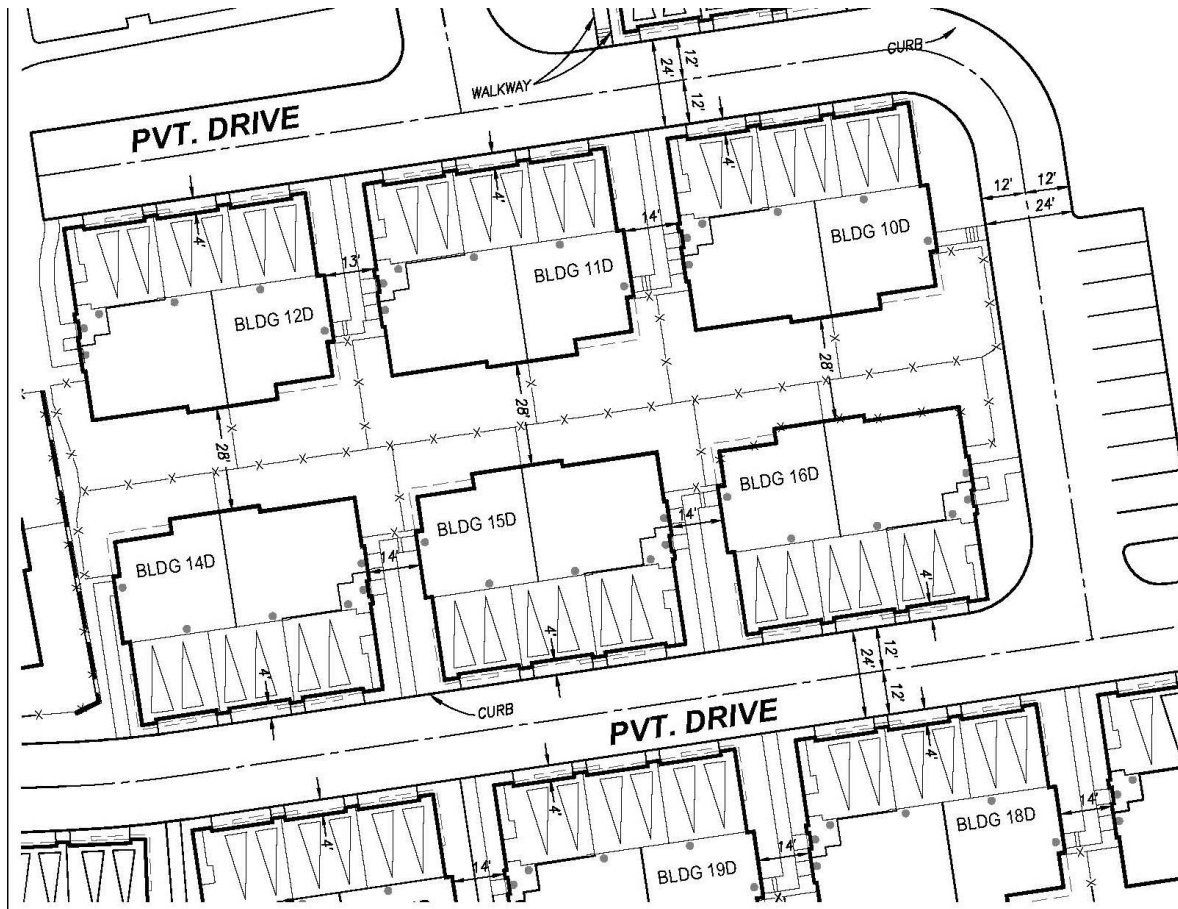 CURB
12'
24'
12'
WALKWAY
PVT. DRIVE
4'
4'
4'
12'
12'
24'
14'
13'
BLDG 10D
BLDG 11D
BLDG 12D
28'
28'
28'
BLDG 16D
BLDG 15D
BLDG 14D
14'
14'
4'
4'
4'
12'
24'
12'
CURB
PVT. DRIVE
4'
4'
4'
14'
14'
14'
BLDG 18D
BLDG 19D